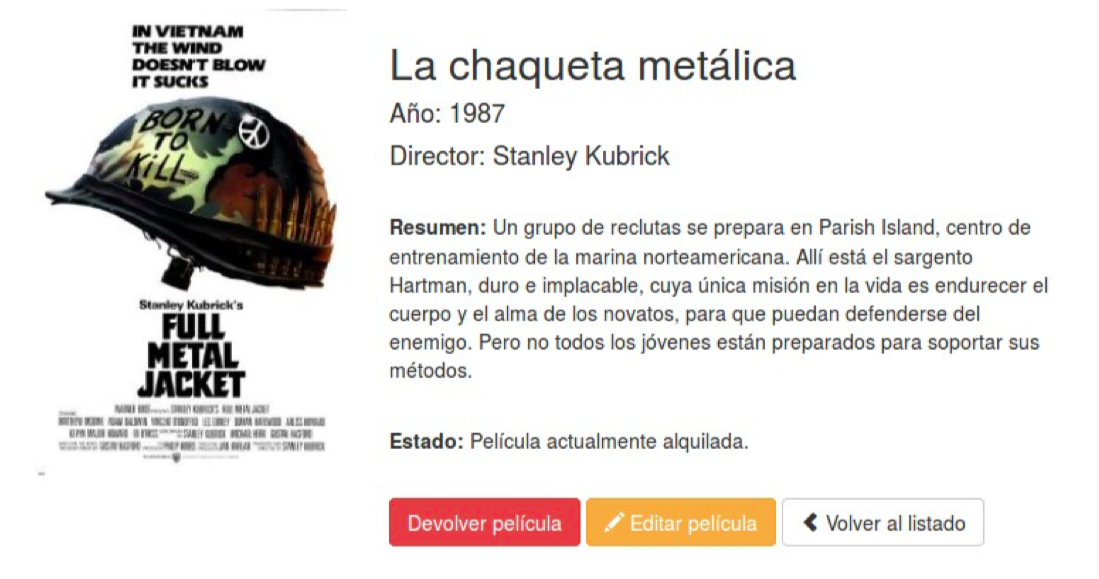 IN VIETNAM
THE WIND
DOESN'T BLOW
IT SUCKS
BORN
TO
KiLL
Stanley Kubrick's
FULL
METAL
JACKET
La chaqueta metálica
Año: 1987
Director: Stanley Kubrick
Resumen: Un grupo de reclutas se prepara en Parish Island, centro de
entrenamiento de la marina norteamericana. Allí está el sargento
Hartman, duro e implacable, cuya única misión en la vida es endurecer el
cuerpo y el alma de los novatos, para que puedan defenderse del
enemigo. Pero no todos los jóvenes están preparados para soportar sus
métodos.
Estado: Película actualmente alquilada.
Devolver película
Editar película
Volver al listado